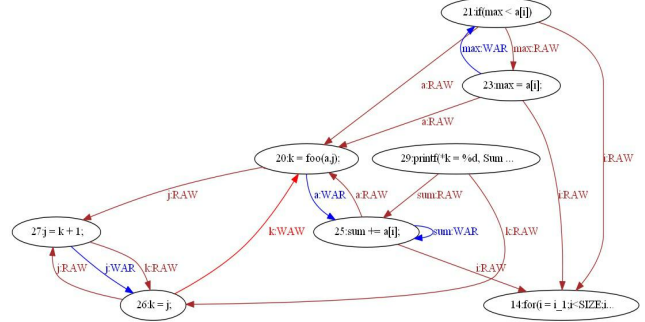 21:if(max < a[i])
max:WAR
max:RAW
23:max = a[i];
a:RAW
a:RAW
i:RAW
20:k = foo(a,j);
29:printf(*k = %d, Sum ...
j:RAW
a:WAR
a:RAW
sum:RAW
i:RAW
27:j = k + 1;
k:WAW
25:sum += a[i];
sum:WAR
k:RAW
j:RAW
j:WAR
k:RAW
i:RAW
26:k = j;
14:for(i = i_1;i<SIZE;i...